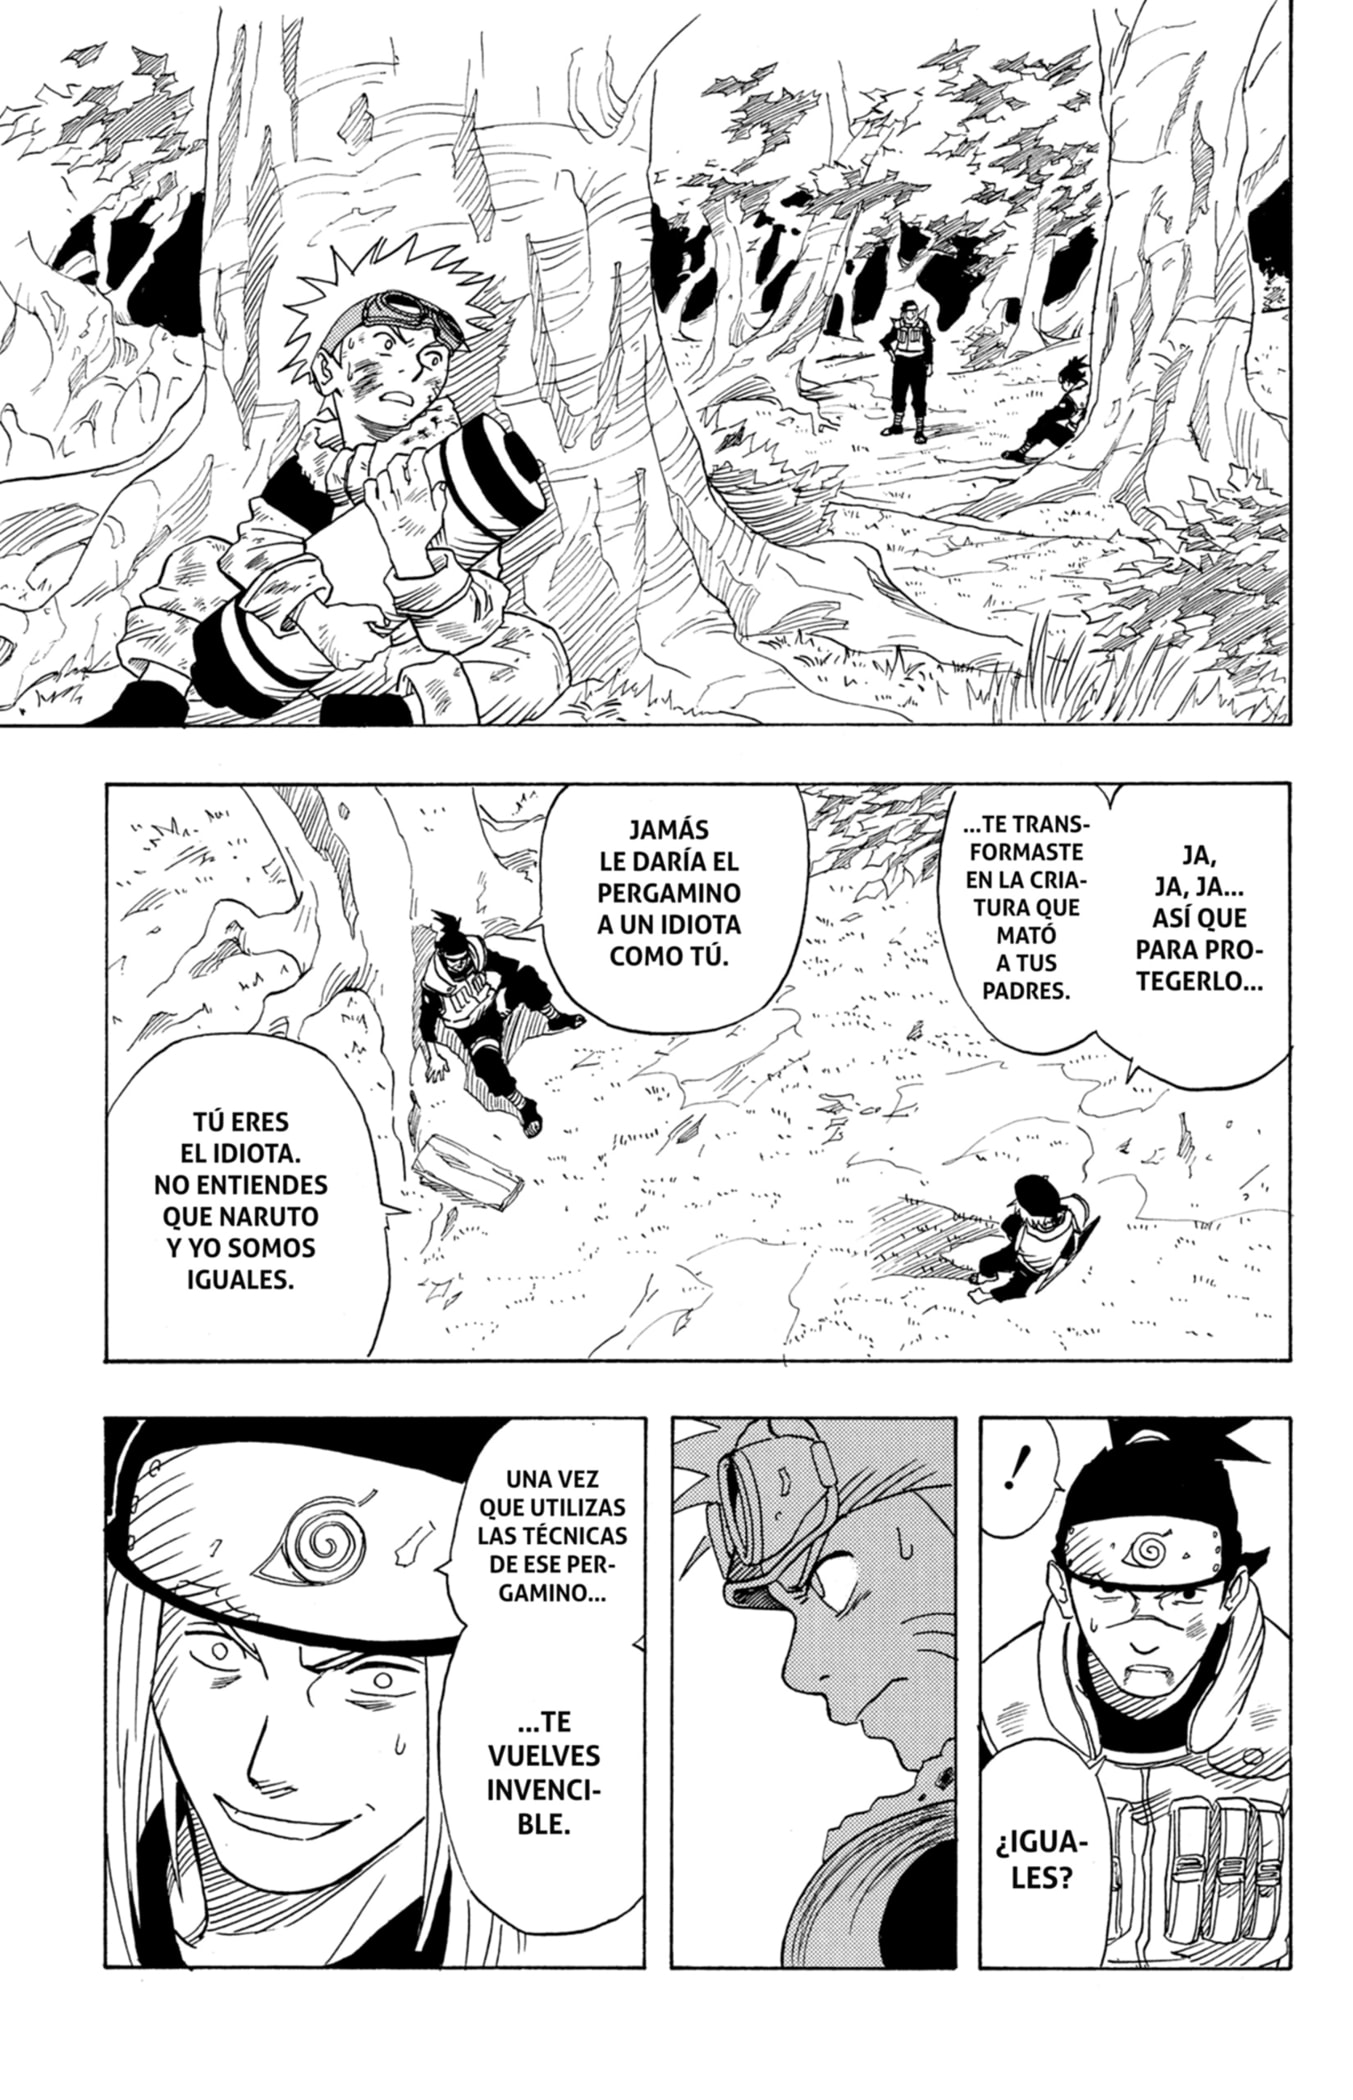 JA,
JA, JA...
ASÍ QUE
PARA PRO-
TEGERLO...
...TE TRANS-
FORMASTE
EN LA CRIA-
TURA QUE
MATÓ
A TUS
PADRES.
JAMÁS
LE DARÍA EL
PERGAMINO
A UN IDIOTA
COMO TÚ.
TÚ ERES
EL IDIOTA.
NO ENTIENDES
QUE NARUTO
Y YO SOMOS
IGUALES.
!
¿IGUA-
LES?
UNA VEZ
QUE UTILIZAS
LAS TÉCNICAS
DE ESE PER-
GAMINO...
...TE
VUELVES
INVENCI-
BLE.